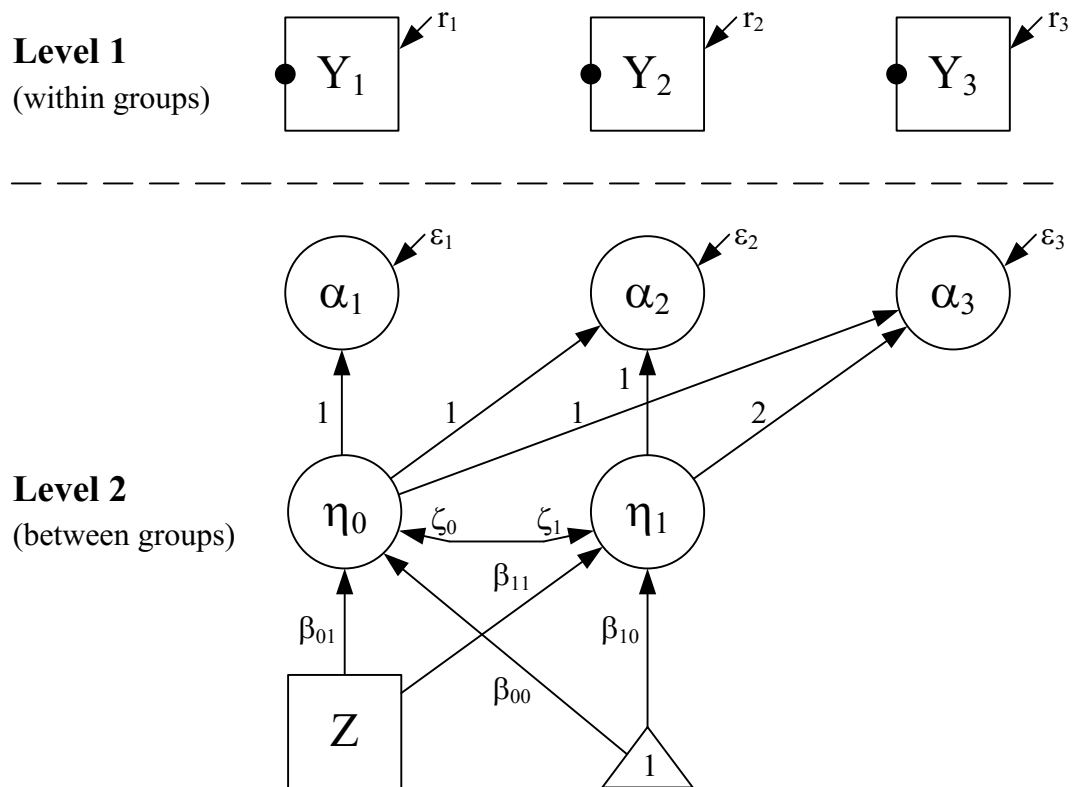 r₁ r₂ r₃
Level 1
(within groups)
Y₁ Y₂ Y₃
ε₁ ε₂ ε₃
α₁ α₂ α₃
1 1 1 1 2
Level 2
(between groups)
η₀ ζ₀ ζ₁ η₁
β₁₁
β₀₁ β₁₀
β₀₀
Z 1